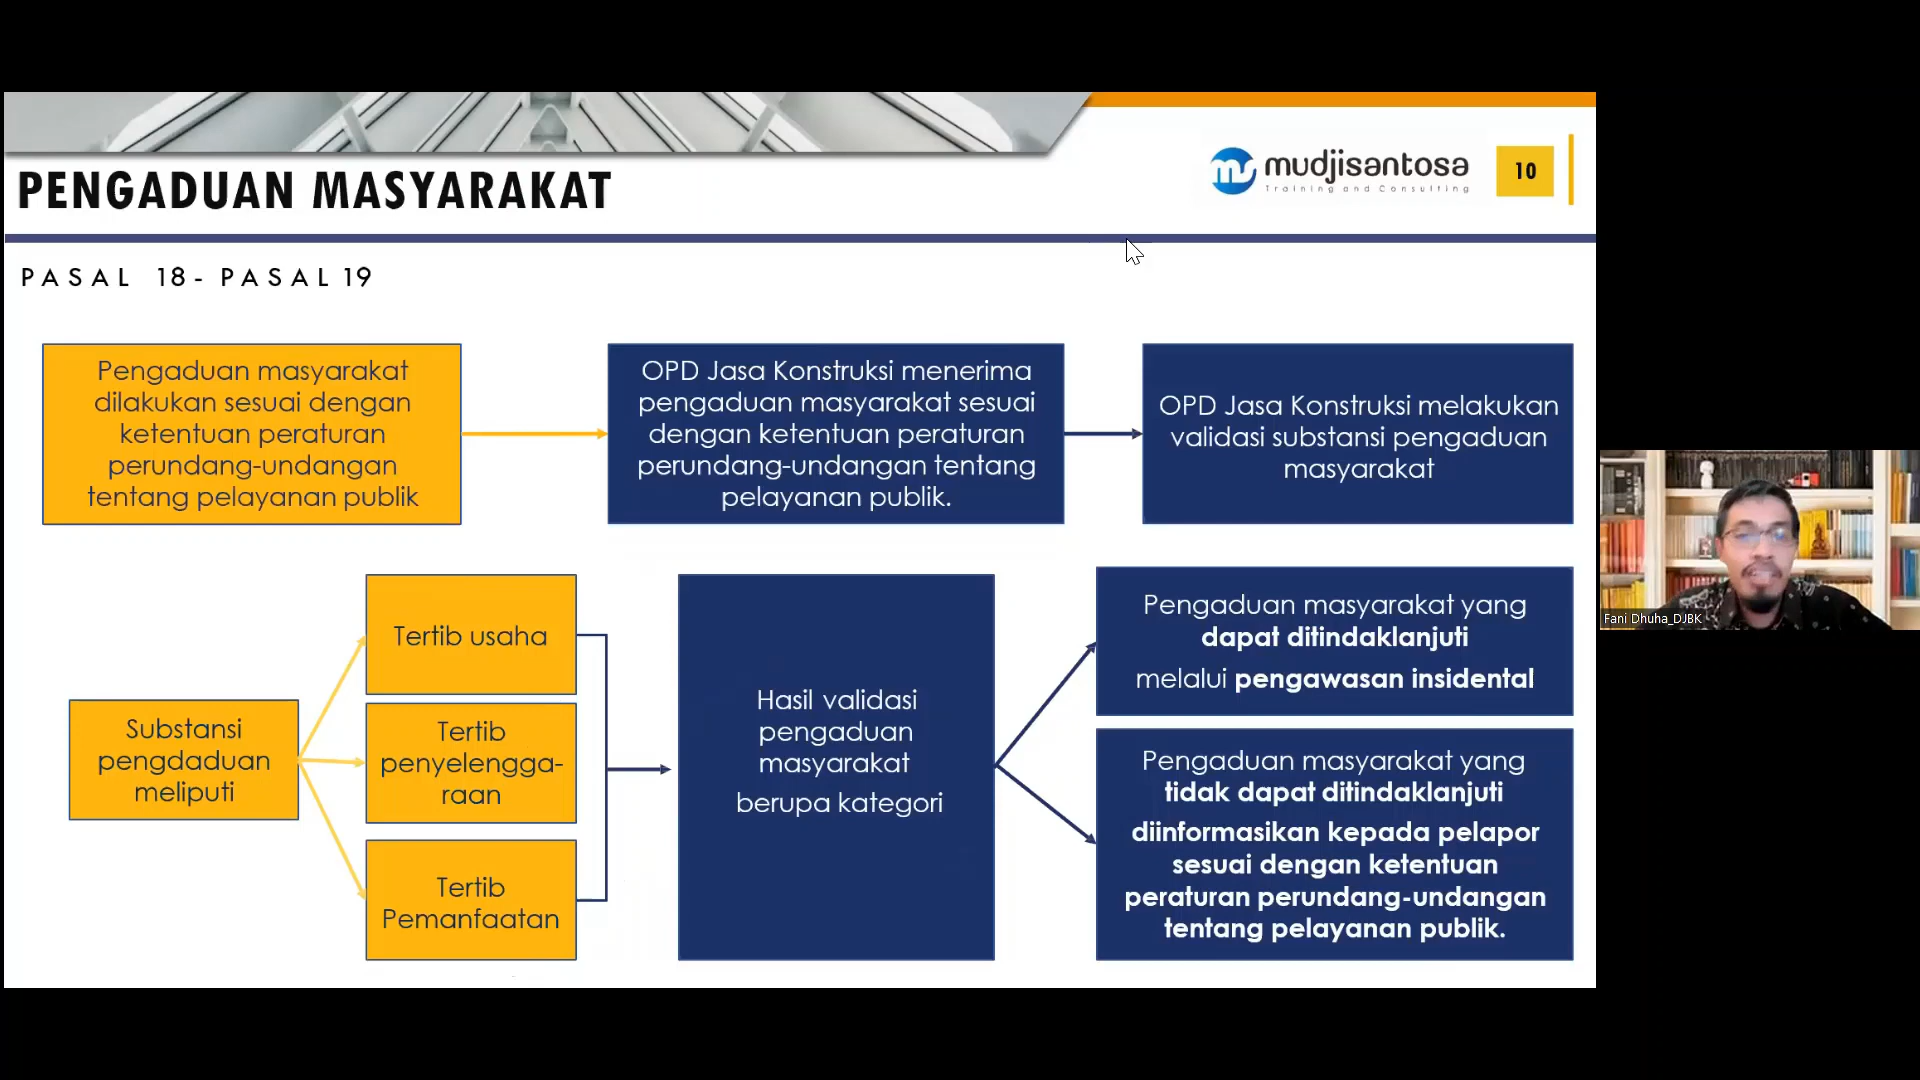 PENGADUAN MASYARAKAT
mudjisantosa
Training and Consulting
10
PASAL 18- PASAL 19
Pengaduan masyarakat
dilakukan sesuai dengan
ketentuan peraturan
perundang-undangan
tentang pelayanan publik
OPD Jasa Konstruksi menerima
pengaduan masyarakat sesuai
dengan ketentuan peraturan
perundang-undangan tentang
pelayanan publik.
OPD Jasa Konstruksi melakukan
validasi substansi pengaduan
masyarakat
Substansi
pengdaduan
meliputi
Tertib usaha
Tertib
penyelengga-
raan
Tertib
Pemanfaatan
Hasil validasi
pengaduan
masyarakat
berupa kategori
Pengaduan masyarakat yang
dapat ditindaklanjuti
melalui pengawasan insidental
Pengaduan masyarakat yang
tidak dapat ditindaklanjuti
diinformasikan kepada pelapor
sesuai dengan ketentuan
peraturan perundang-undangan
tentang pelayanan publik.
Fani Dhuha_DJBK